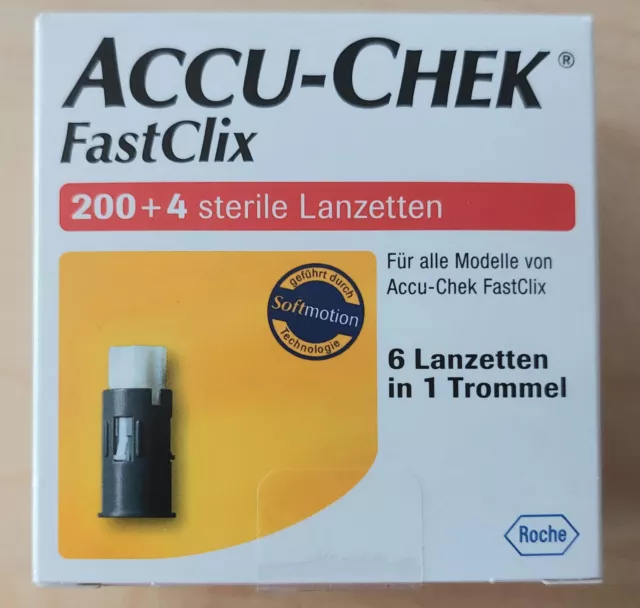 ACCU-CHEK®
FastClix
200 + 4 sterile Lanzetten
Für alle Modelle von
Accu-Chek FastClix
geführt durch
Softmotion
Technologie
6 Lanzetten
in 1 Trommel
Roche